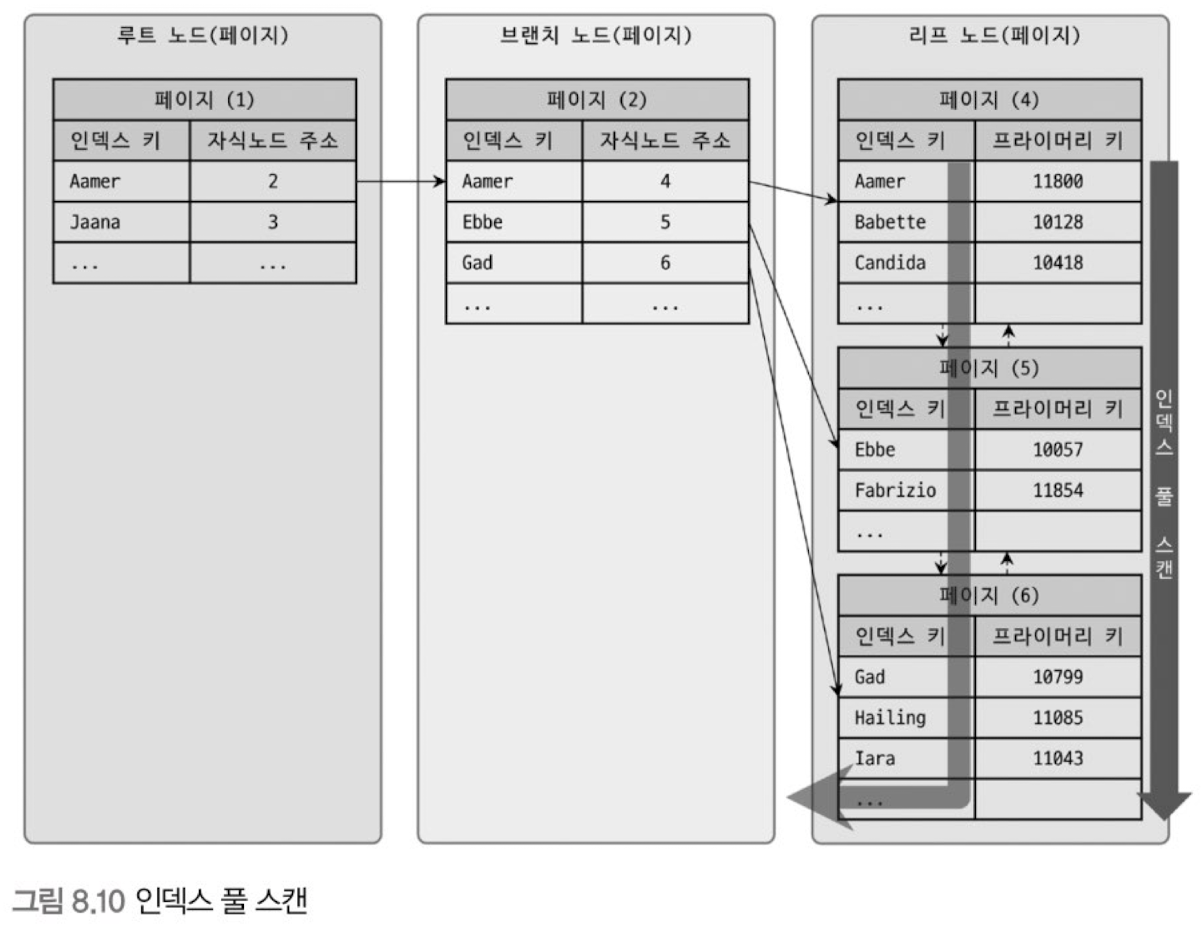 루트 노드(페이지)
페이지 (1)
인덱스 키 자식노드 주소
Aamer 2
Jaana 3
... ...
브랜치 노드(페이지)
페이지 (2)
인덱스 키 자식노드 주소
Aamer 4
Ebbe 5
Gad 6
... ...
리프 노드(페이지)
페이지 (4)
인덱스 키 프라이머리 키
Aamer 11800
Babette 10128
Candida 10418
...
페이지 (5)
인덱스 키 프라이머리 키
Ebbe 10057
Fabrizio 11854
...
페이지 (6)
인덱스 키 프라이머리 키
Gad 10799
Hailing 11085
Iara 11043
...
인덱스 풀 스캔
그림 8.10 인덱스 풀 스캔